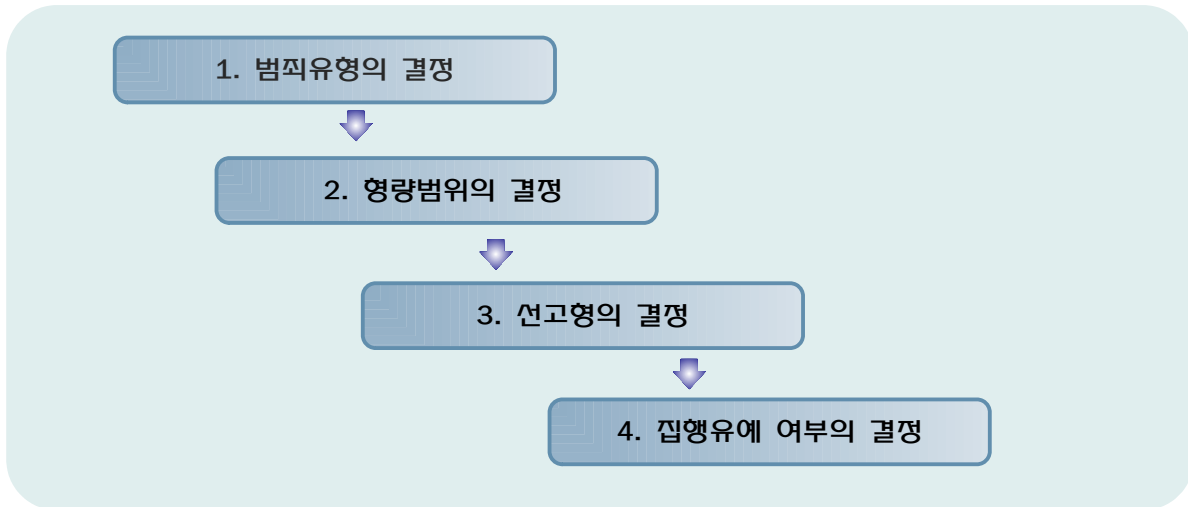 1. 범죄유형의 결정
2. 형량범위의 결정
3. 선고형의 결정
4. 집행유예 여부의 결정